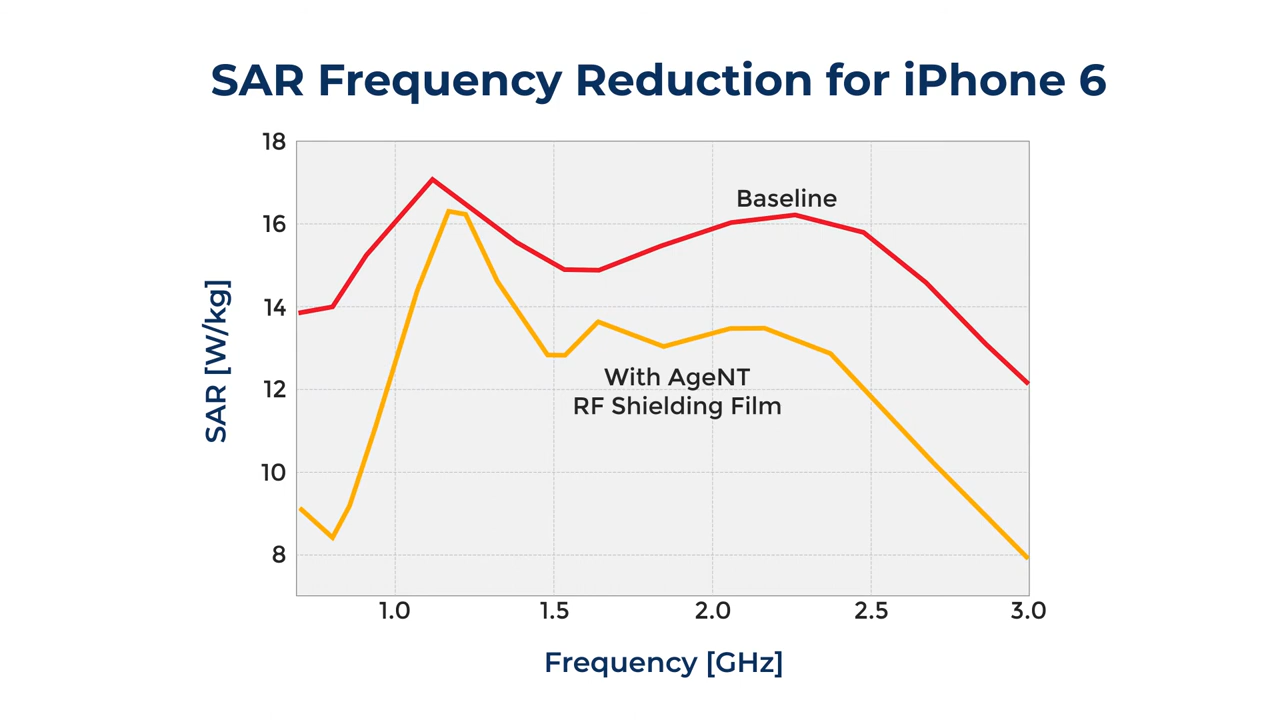 SAR Frequency Reduction for iPhone 6
18
16
14
12
10
8
SAR [W/kg]
Baseline
With AgeNT
RF Shielding Film
1.0
1.5
2.0
2.5
3.0
Frequency [GHz]